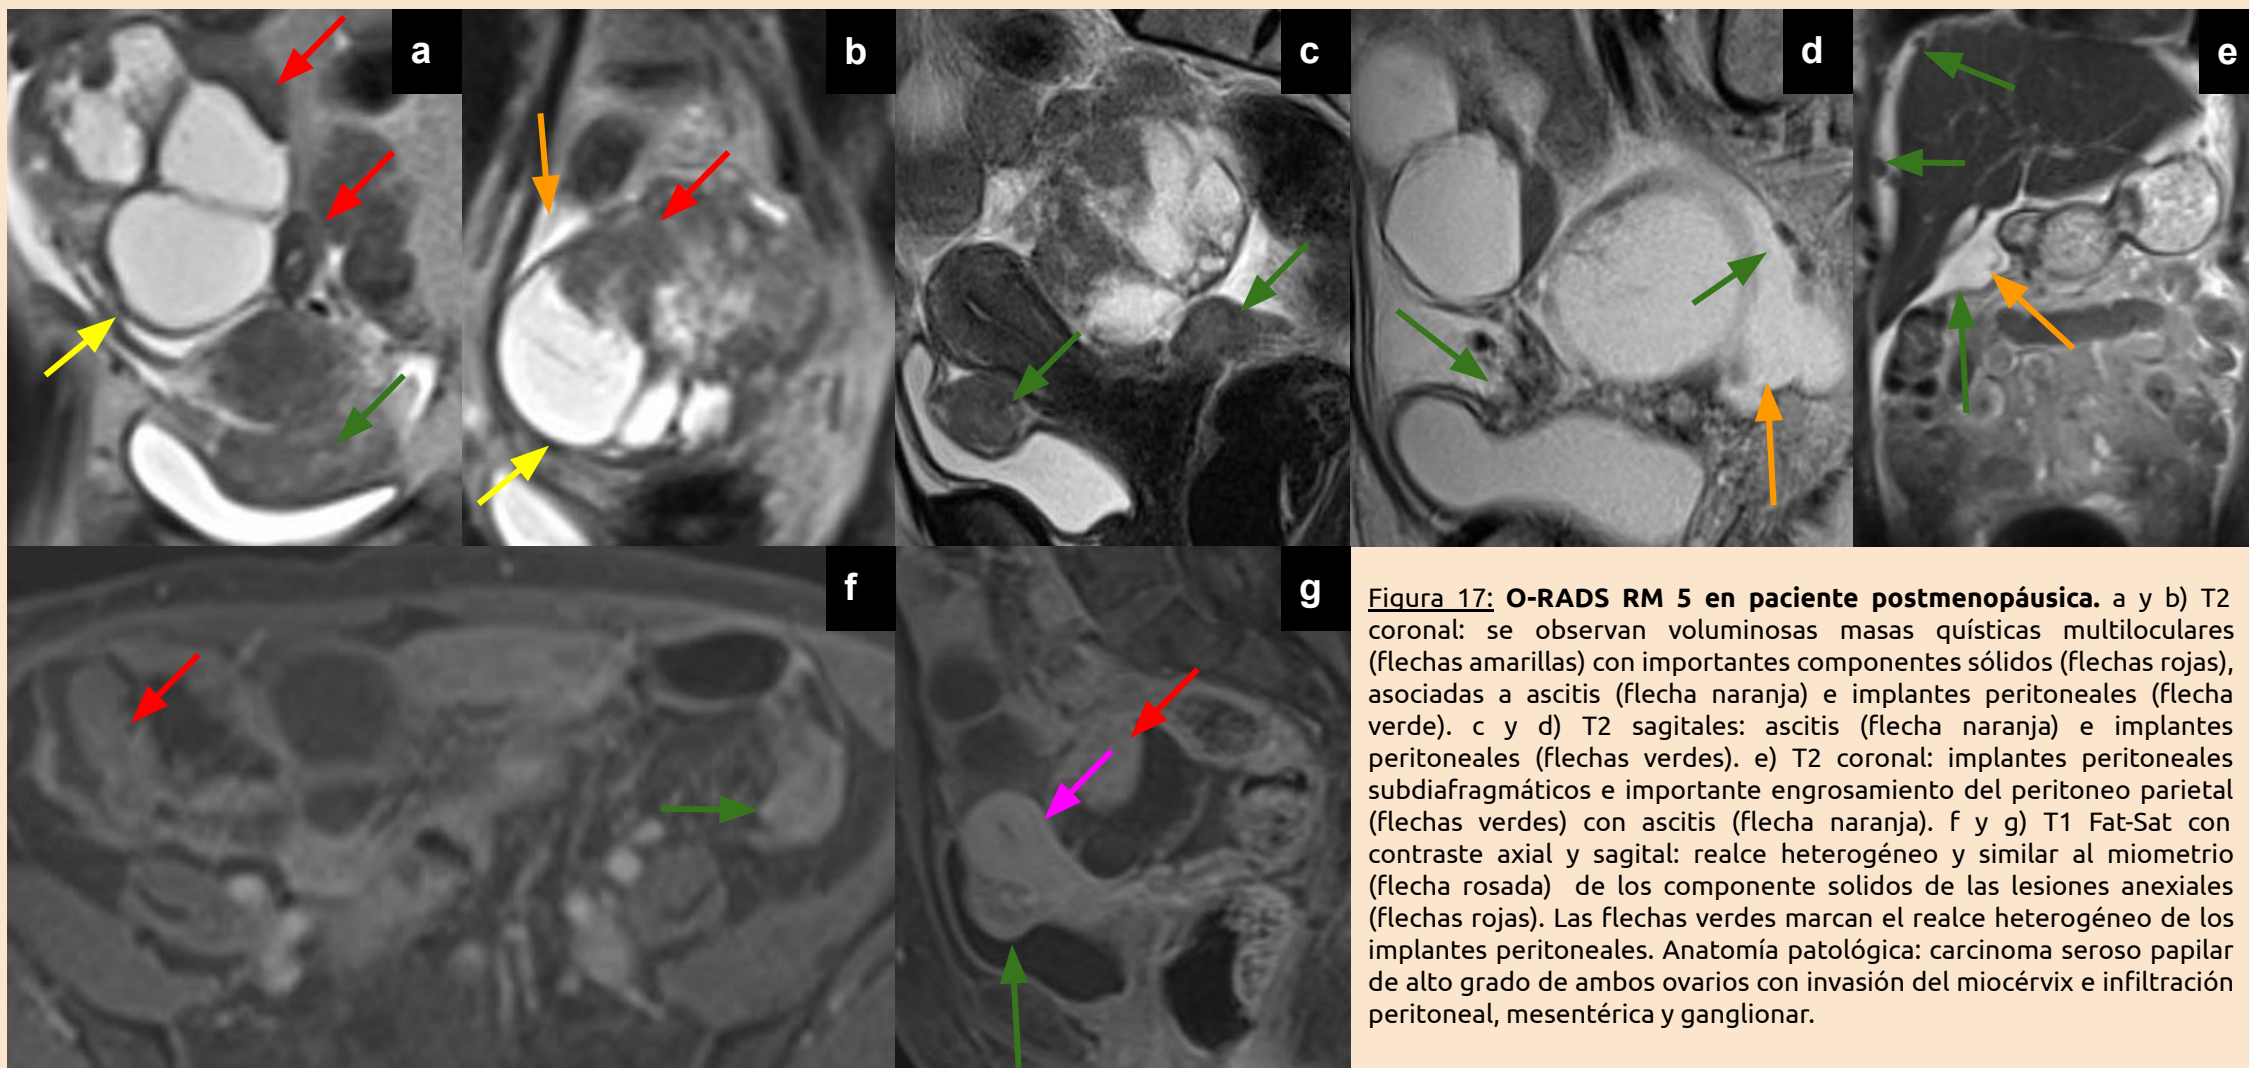 a
b
c
d
e
f
g
Figura 17: O-RADS RM 5 en paciente postmenopáusica. a y b) T2
coronal: se observan voluminosas masas quísticas multiloculares
(flechas amarillas) con importantes componentes sólidos (flechas rojas),
asociadas a ascitis (flecha naranja) e implantes peritoneales (flecha
verde). c y d) T2 sagitales: ascitis (flecha naranja) e implantes
peritoneales (flechas verdes). e) T2 coronal: implantes peritoneales
subdiafragmáticos e importante engrosamiento del peritoneo parietal
(flechas verdes) con ascitis (flecha naranja). f y g) T1 Fat-Sat con
contraste axial y sagital: realce heterogéneo y similar al miometrio
(flecha rosada) de los componente solidos de las lesiones anexiales
(flechas rojas). Las flechas verdes marcan el realce heterogéneo de los
implantes peritoneales. Anatomía patológica: carcinoma seroso papilar
de alto grado de ambos ovarios con invasión del miocérvix e infiltración
peritoneal, mesentérica y ganglionar.